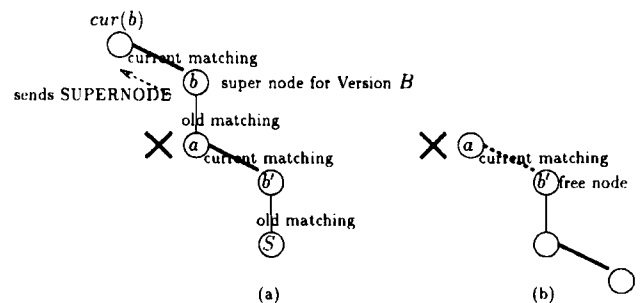 cur(b)
current matching
b super node for Version B
sends SUPERNODE
old matching
a
current matching
b'
old matching
S
(a)
a
current matching
b' free node
(b)